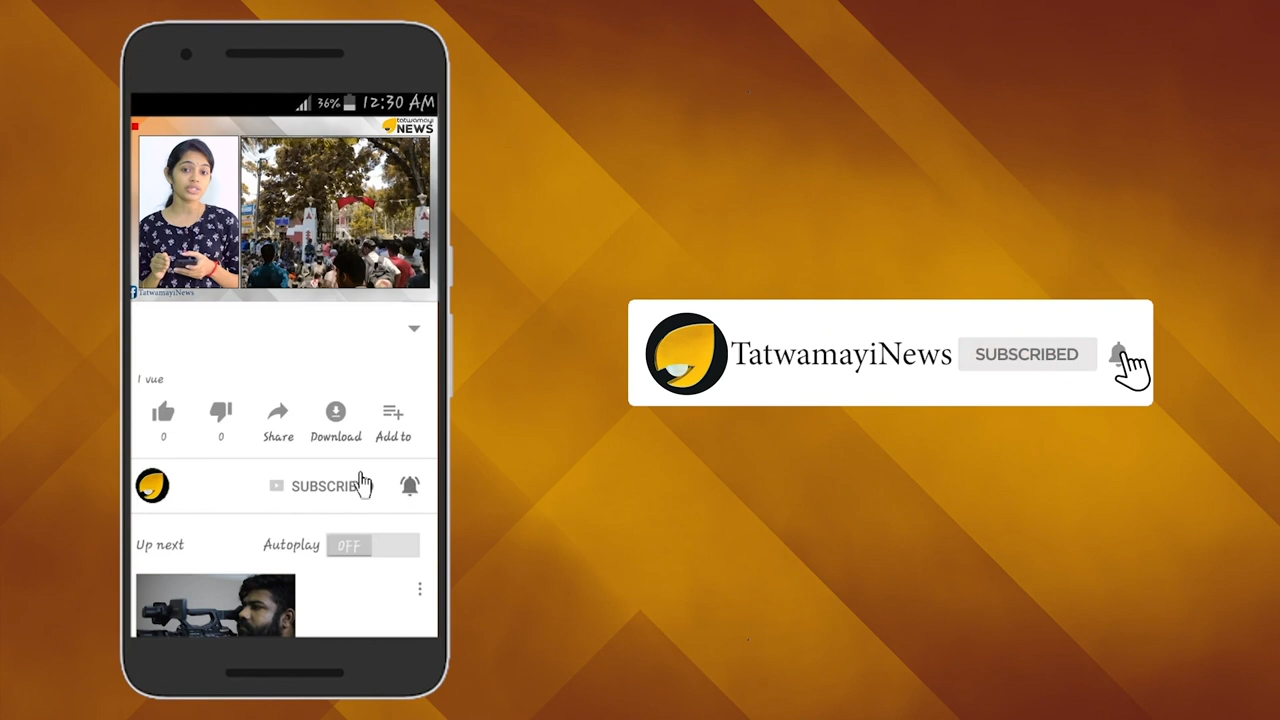 36% 12:30 AM
tatwamayi
NEWS
TatwamayiNews
1 vue
0 0 Share Download Add to
SUBSCRIBE
Up next Autoplay OFF
TatwamayiNews SUBSCRIBED